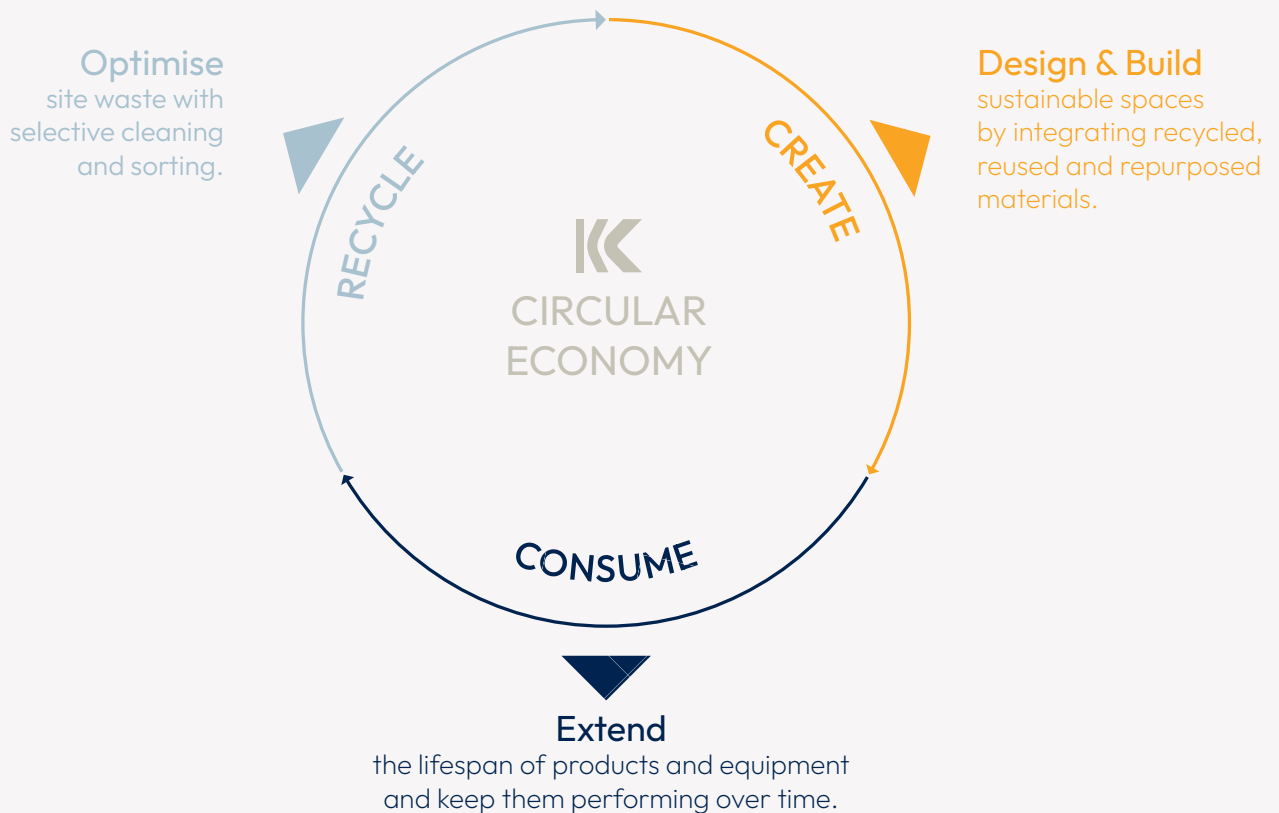 Optimise
site waste with
selective cleaning
and sorting.
Design & Build
sustainable spaces
by integrating recycled,
reused and repurposed
materials.
RECYCLE
CREATE
CIRCULAR
ECONOMY
CONSUME
Extend
the lifespan of products and equipment
and keep them performing over time.